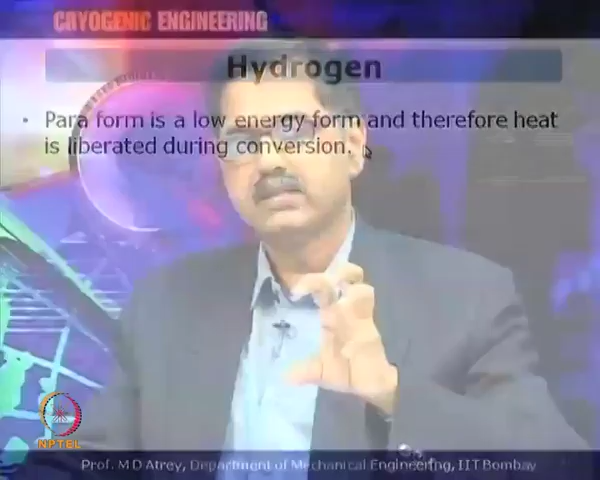 CRYOGENIC ENGINEERING
Hydrogen
• Para form is a low energy form and therefore heat
is liberated during conversion.
NPTEL
Prof. M D Atrey, Department of Mechanical Engineering, IIT Bombay